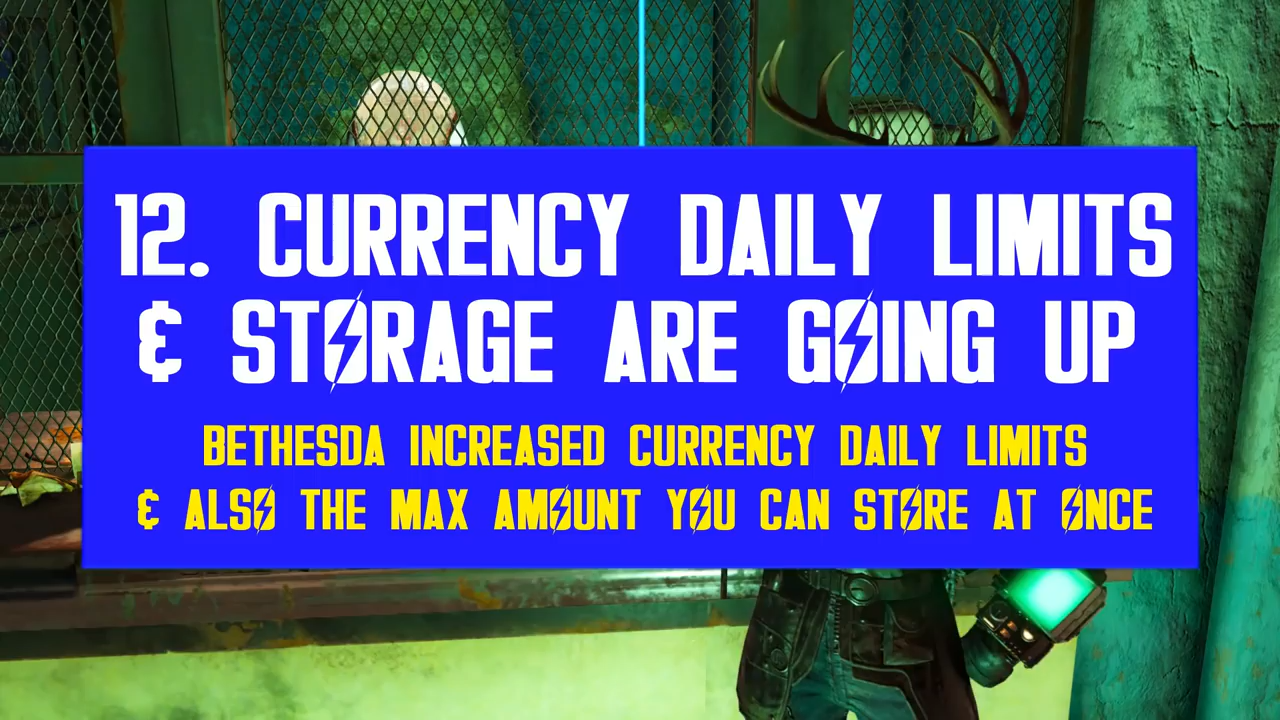 12. CURRENCY DAILY LIMITS
& STORAGE ARE GOING UP
BETHESDA INCREASED CURRENCY DAILY LIMITS
& ALSO THE MAX AMOUNT YOU CAN STORE AT ONCE